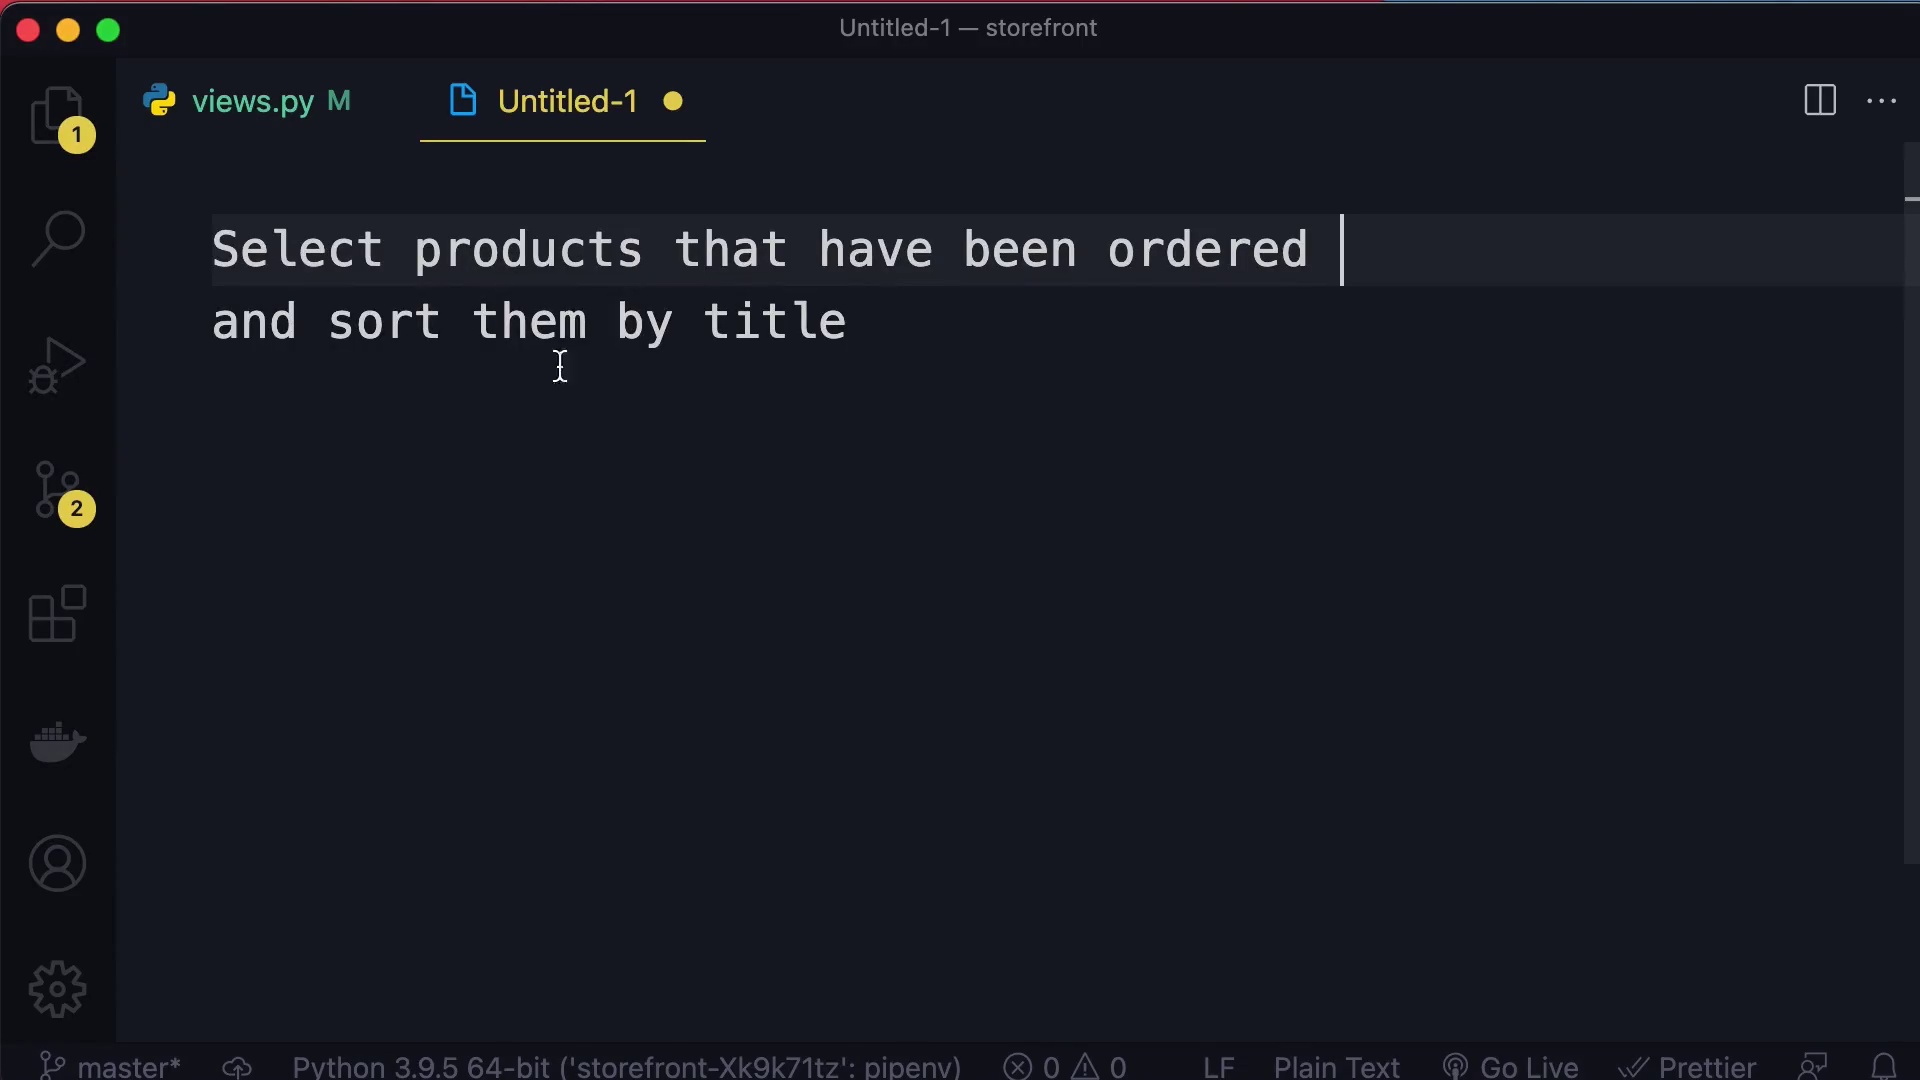 Untitled-1 — storefront
views.py M
Untitled-1
1
Select products that have been ordered
and sort them by title
2
master*
Python 3.9.5 64-bit ('storefront-Xk9k71tz': pipenv)
0
0
LF
Plain Text
Go Live
Prettier